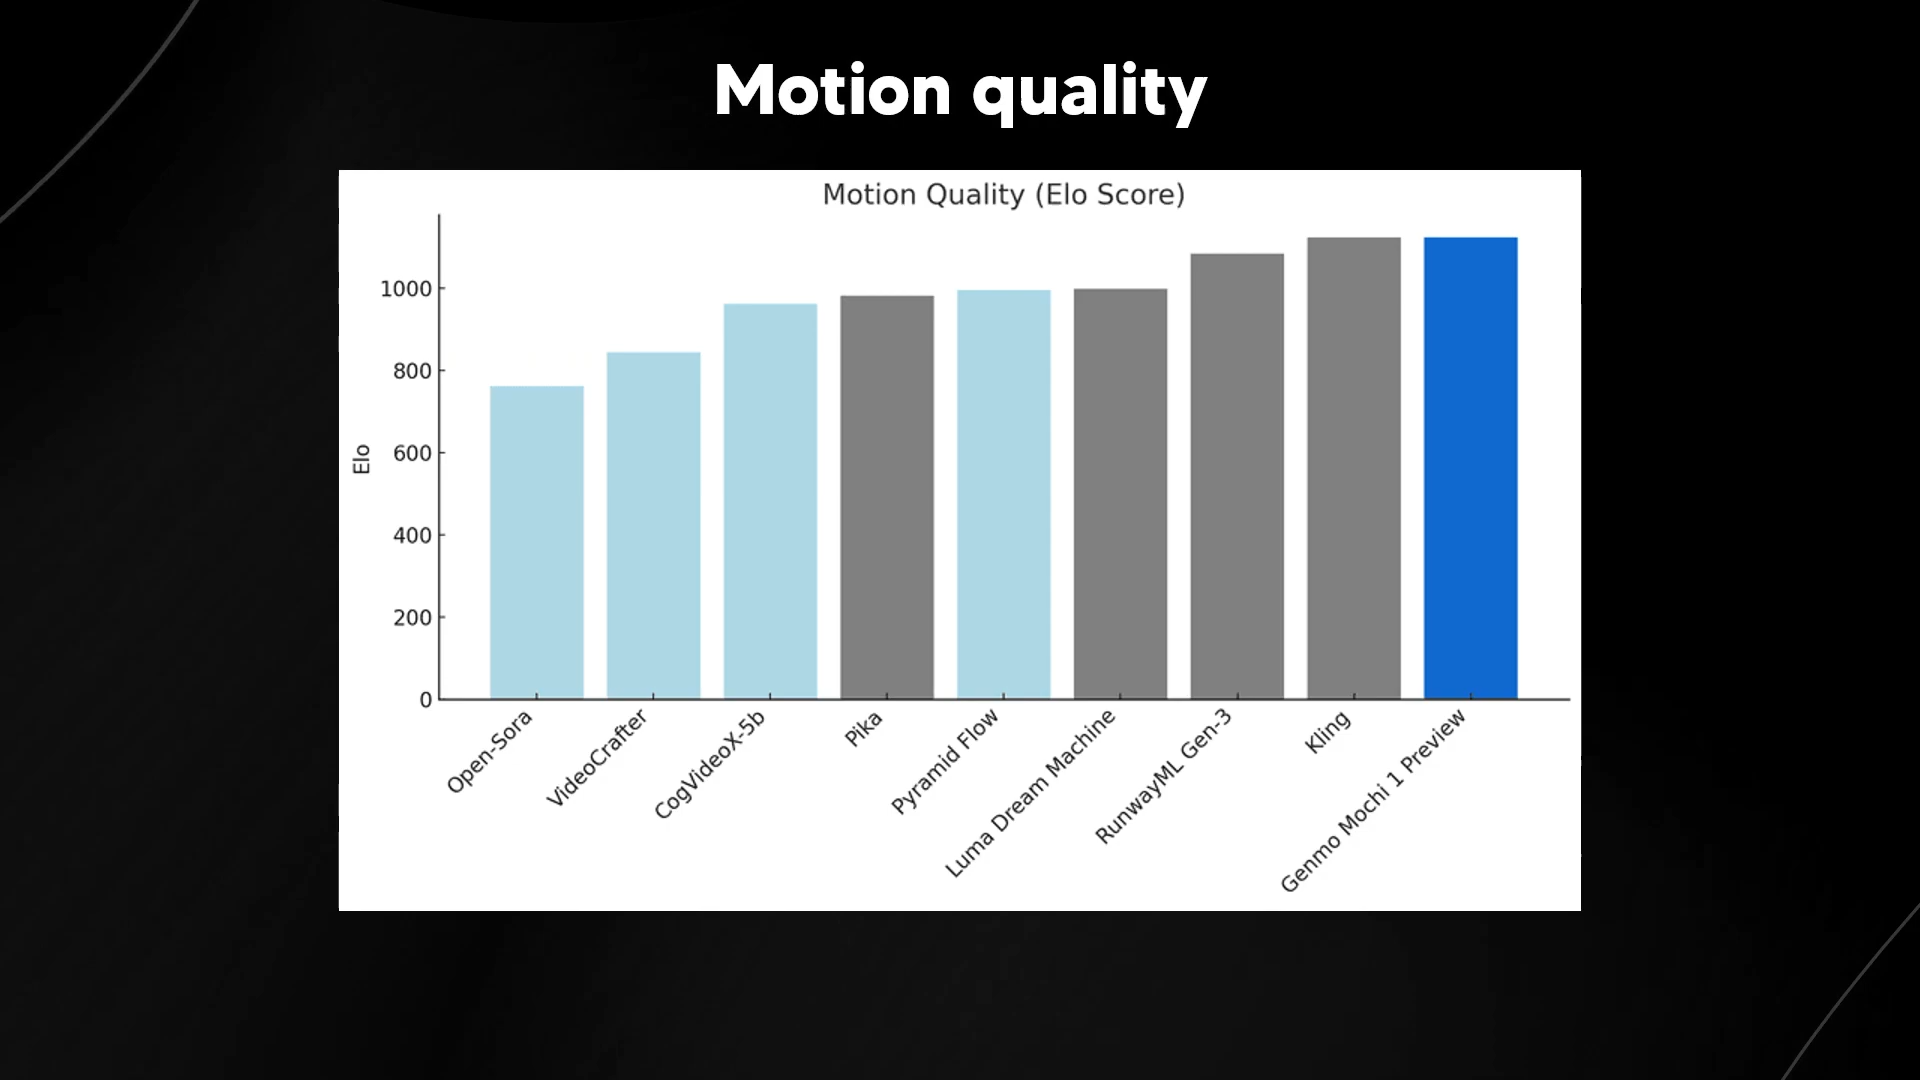 Motion quality
Motion Quality (Elo Score)
Elo
1000
800
600
400
200
0
Open-Sora
VideoCrafter
CogVideoX-5b
Pika
Pyramid Flow
Luma Dream Machine
RunwayML Gen-3
Kling
Genmo Mochi 1 Preview